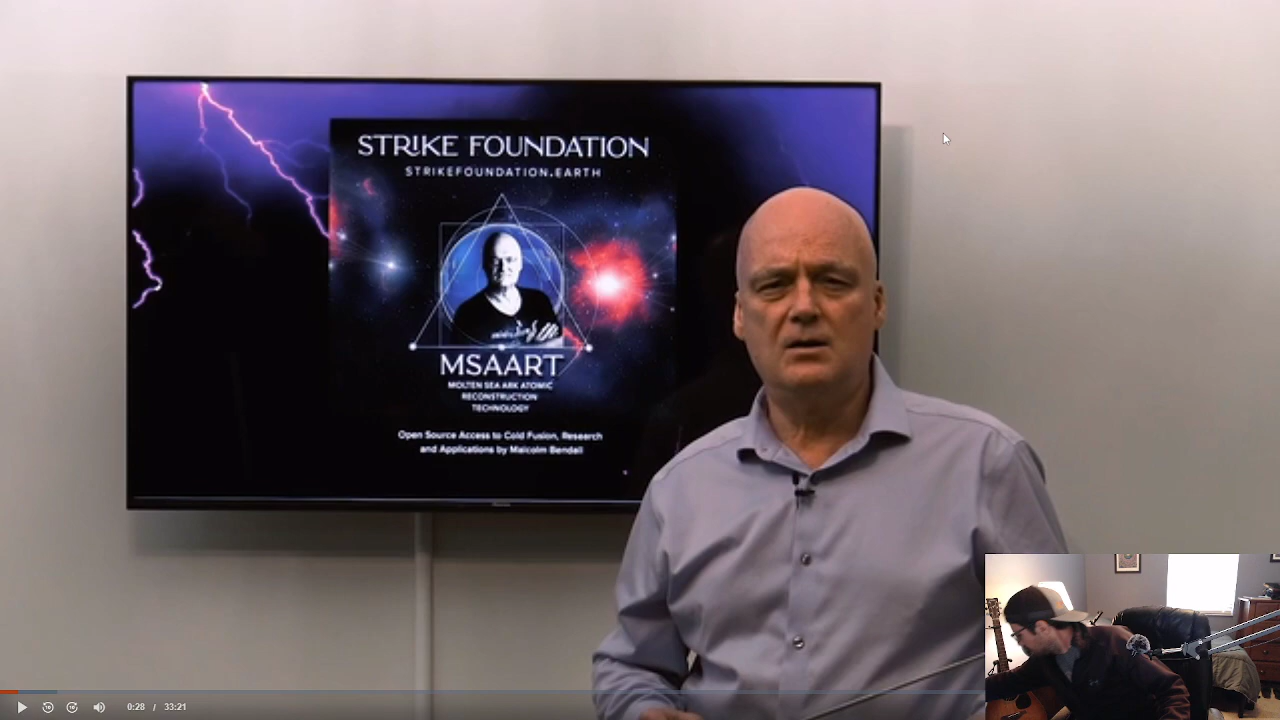 STRIKE FOUNDATION
STRIKEFOUNDATION.EARTH
MSAART
MOLTEN SEA ARK ATOMIC
RECONSTRUCTION
TECHNOLOGY
Open Source Access to Cold Fusion, Research
and Applications by Malcolm Bendall
0:28 / 33:21